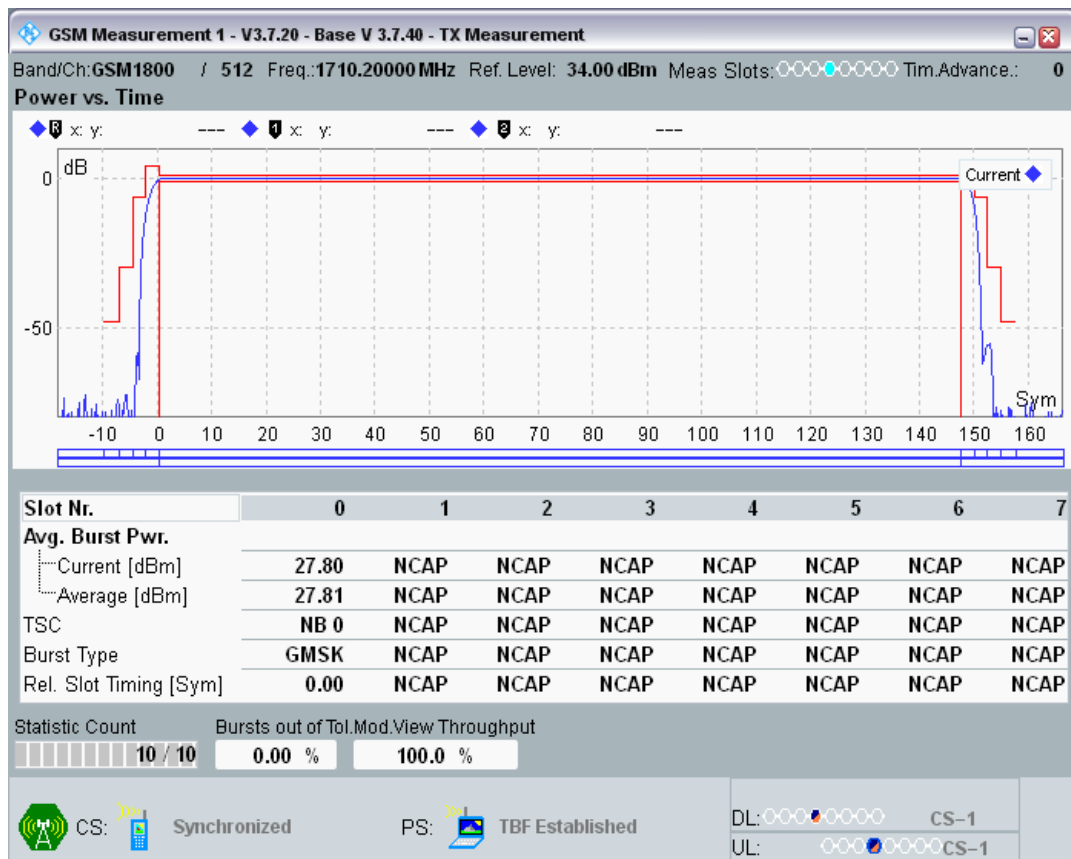 GSM Measurement 1 - V3.7.20 - Base V 3.7.40 - TX Measurement
Band/Ch:GSM1800 / 512 Freq.:1710.20000 MHz Ref. Level: 34.00 dBm Meas Slots: Tim.Advance.: 0
Power vs. Time
R x: y: --- 1 x: y: --- 2 x: y: ---
dB
Current
0
-50
Sym
-10 0 10 20 30 40 50 60 70 80 90 100 110 120 130 140 150 160
Slot Nr. 0 1 2 3 4 5 6 7
Avg. Burst Pwr.
Current [dBm] 27.80 NCAP NCAP NCAP NCAP NCAP NCAP NCAP
Average [dBm] 27.81 NCAP NCAP NCAP NCAP NCAP NCAP NCAP
TSC NB 0 NCAP NCAP NCAP NCAP NCAP NCAP NCAP
Burst Type GMSK NCAP NCAP NCAP NCAP NCAP NCAP NCAP
Rel. Slot Timing [Sym] 0.00 NCAP NCAP NCAP NCAP NCAP NCAP NCAP
Statistic Count Bursts out of Tol.Mod.View Throughput
10 / 10 0.00 % 100.0 %
CS: Synchronized PS: TBF Established
DL: CS-1
UL: CS-1